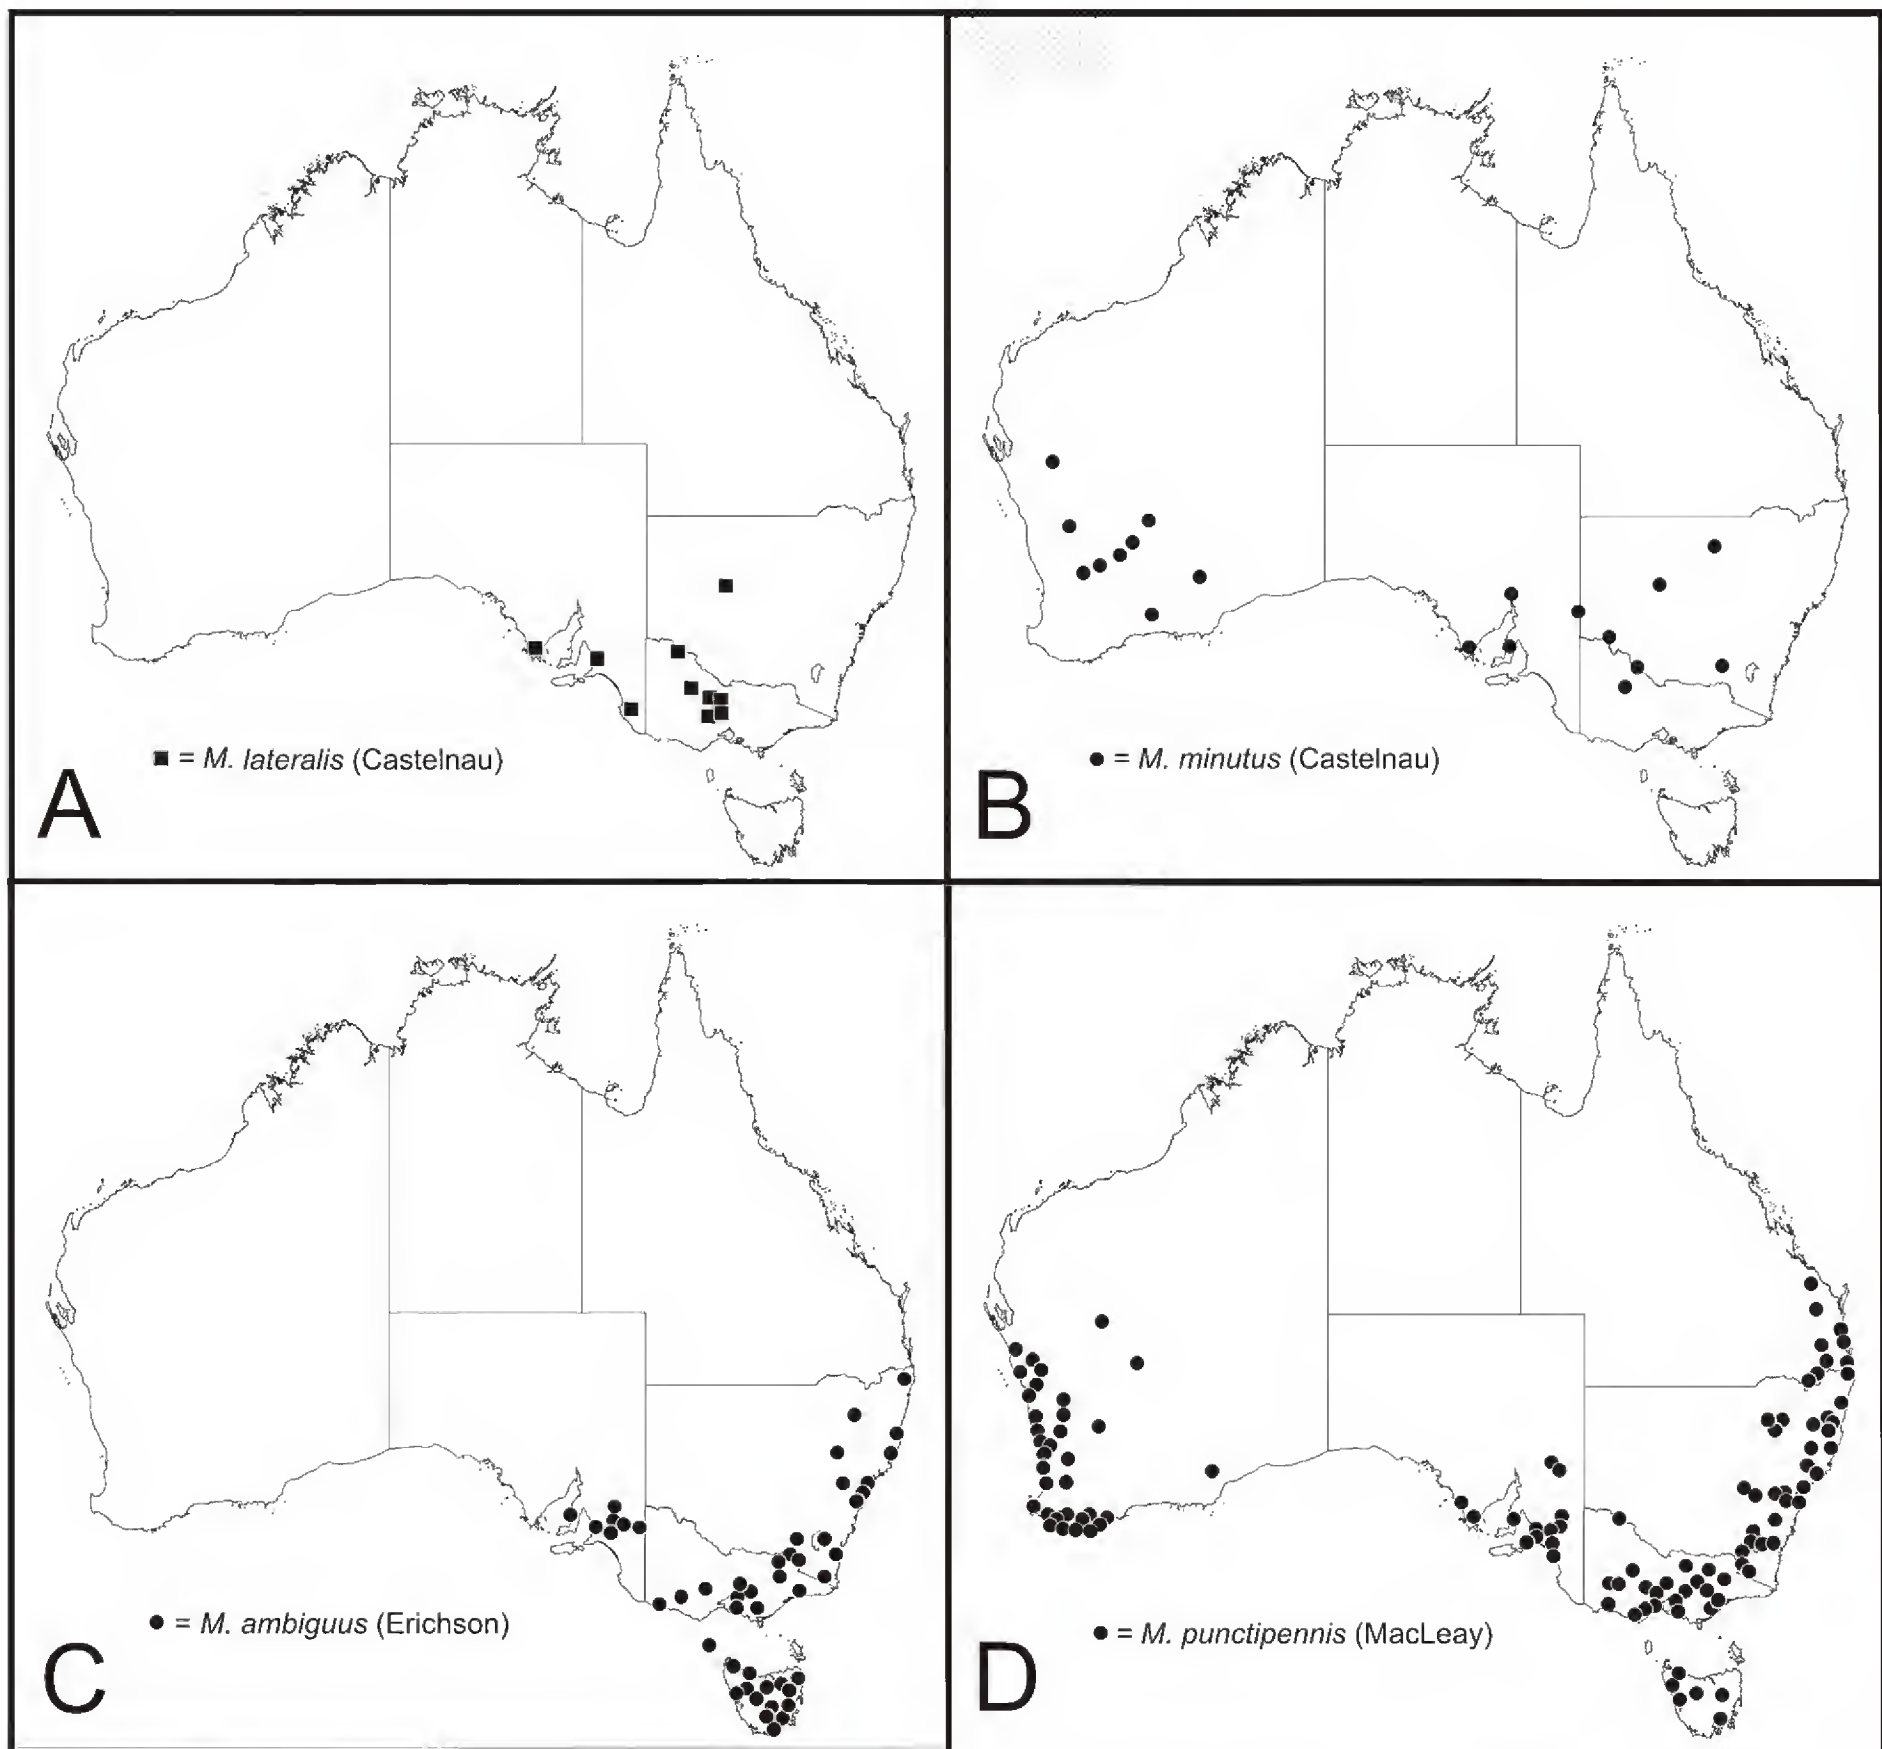 ■ = M. lateralis (Castelnau)
A
● = M. minutus (Castelnau)
B
● = M. ambiguus (Erichson)
C
● = M. punctipennis (MacLeay)
D